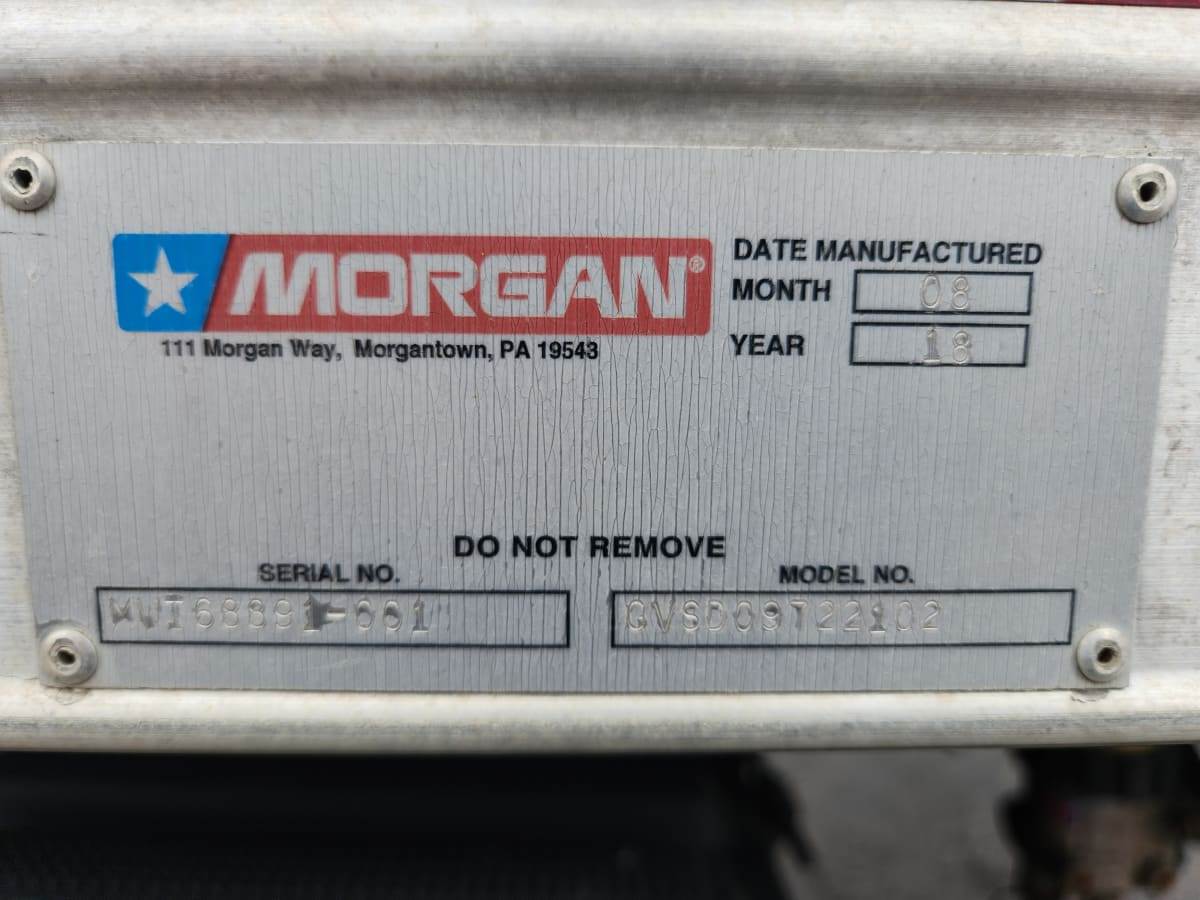 MORGAN®
111 Morgan Way, Morgantown, PA 19543
DATE MANUFACTURED
MONTH 08
YEAR 18
DO NOT REMOVE
SERIAL NO.
MODEL NO.
GVSD09T22102